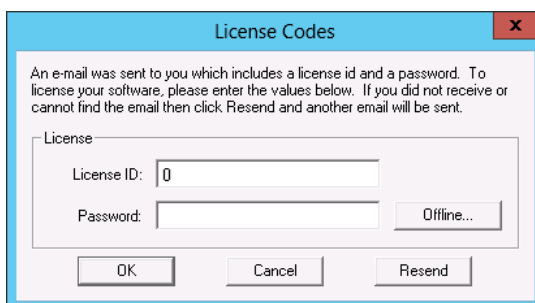 License Codes
x
An e-mail was sent to you which includes a license id and a password. To
license your software, please enter the values below. If you did not receive or
cannot find the email then click Resend and another email will be sent.
License
License ID: 0
Password:
Offline...
OK Cancel Resend